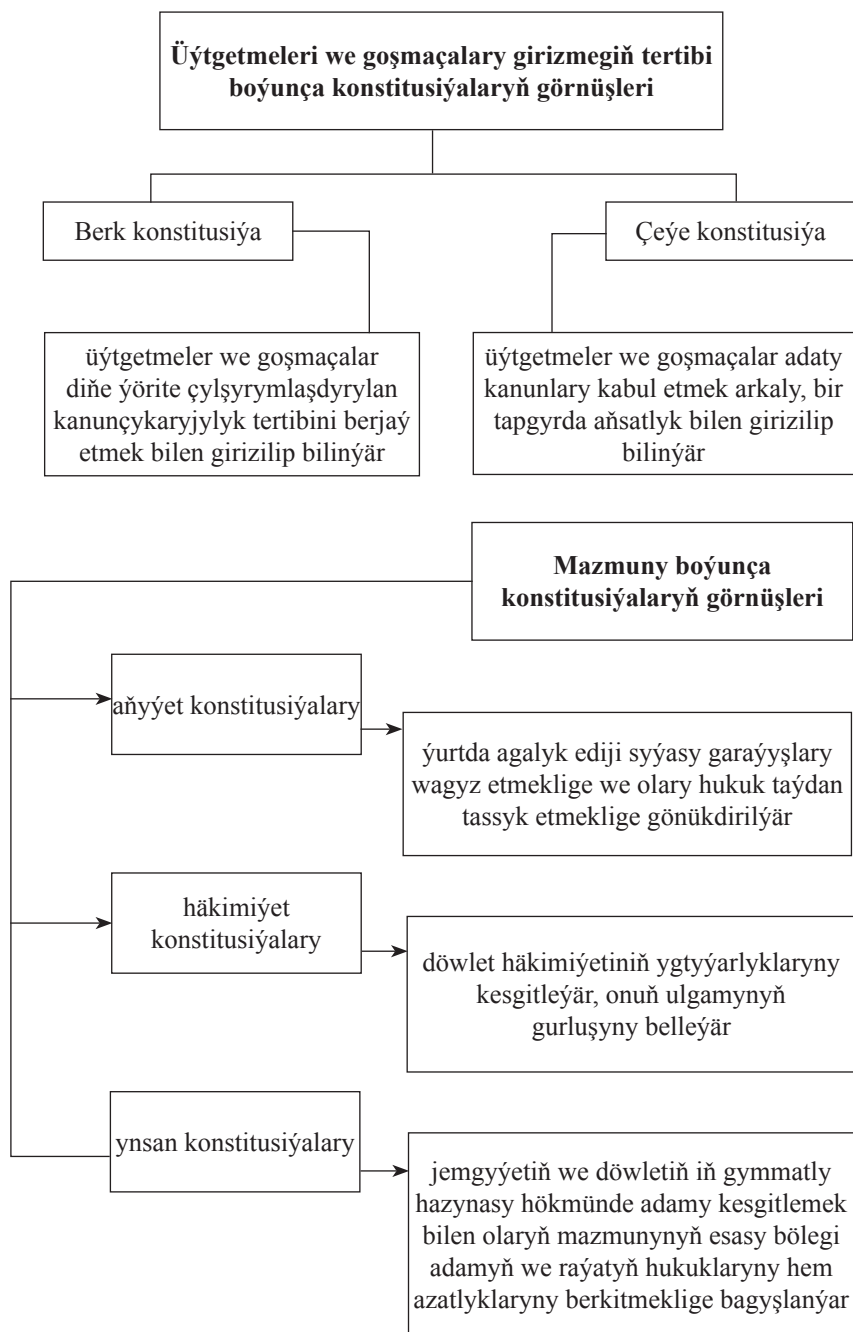 Üýtgetmeleri we goşmaçalary girizmegiň tertibi
boýunça konstitusiýalaryň görnüşleri
Berk konstitusiýa
Çeýe konstitusiýa
üýtgetmeler we goşmaçalar
diňe ýörite çylşyrymlaşdyrylan
kanunçykaryjylyk tertibini berjaý
etmek bilen girizilip bilinýär
üýtgetmeler we goşmaçalar adaty
kanunlary kabul etmek arkaly, bir
tapgyrda aňsatlyk bilen girizilip
bilinýär
Mazmuny boýunça
konstitusiýalaryň görnüşleri
aňyýet konstitusiýalary
ýurtda agalyk ediji syýasy garaýyşlary
wagyz etmeklige we olary hukuk taýdan
tassyk etmeklige gönükdirilýär
häkimiýet
konstitusiýalary
döwlet häkimiýetiniň ygtyýarlyklaryny
kesgitleýär, onuň ulgamynyň
gurluşyny belleýär
ynsan konstitusiýalary
jemgyýetiň we döwletiň iň gymmatly
hazynasy hökmünde adamy kesgitlemek
bilen olaryň mazmunynyň esasy bölegi
adamyň we raýatyň hukuklaryny hem
azatlyklaryny berkitmeklige bagyşlanýar